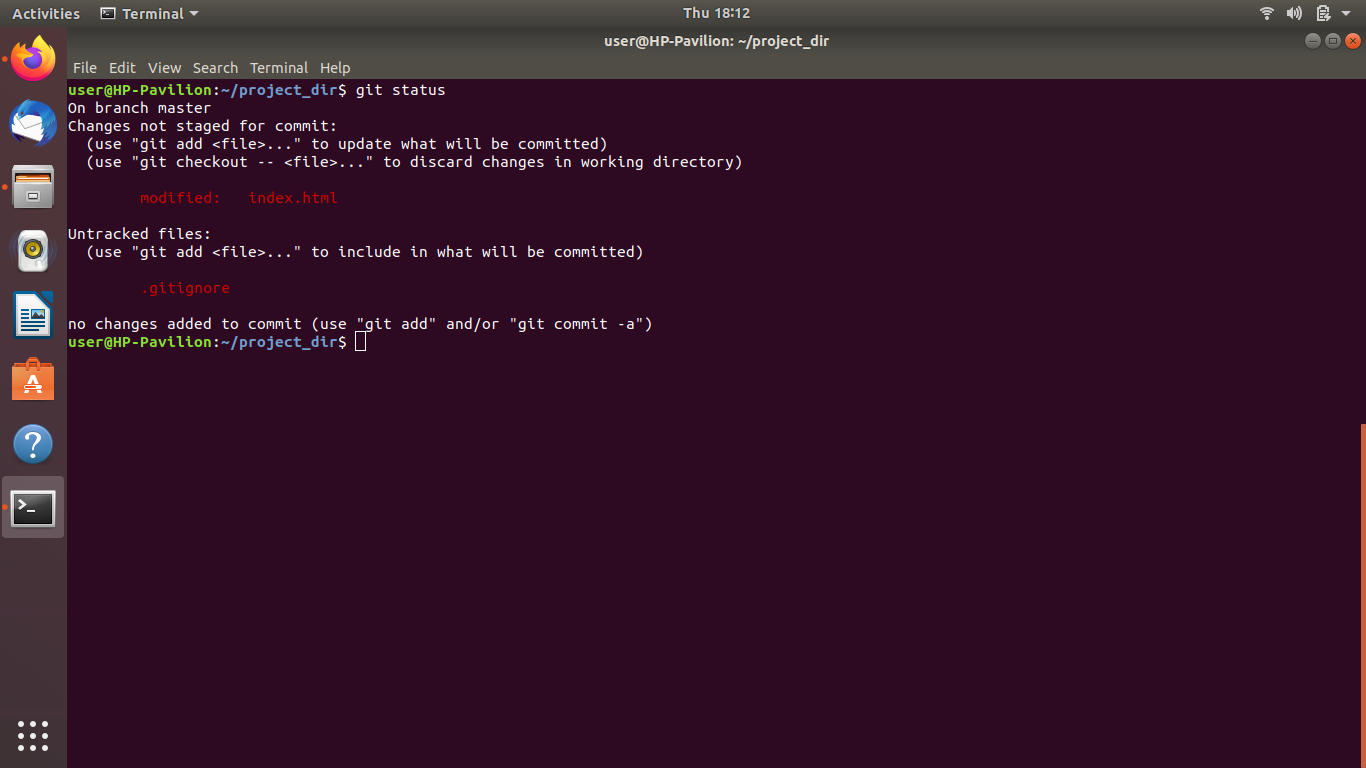 Activities Terminal Thu 18:12
user@HP-Pavilion: ~/project_dir
File Edit View Search Terminal Help
user@HP-Pavilion:~/project_dir$ git status
On branch master
Changes not staged for commit:
  (use "git add <file>..." to update what will be committed)
  (use "git checkout -- <file>..." to discard changes in working directory)
        modified:   index.html
Untracked files:
  (use "git add <file>..." to include in what will be committed)
        .gitignore
no changes added to commit (use "git add" and/or "git commit -a")
user@HP-Pavilion:~/project_dir$